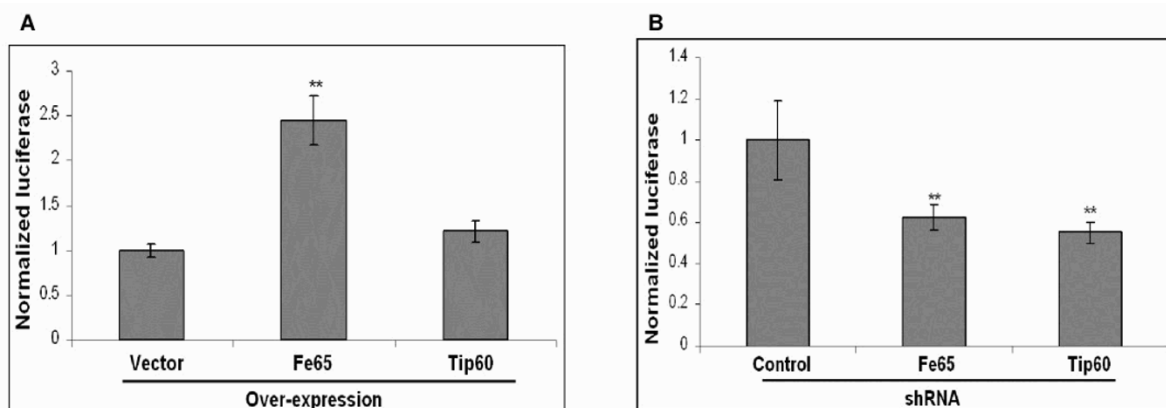 A
Normalized luciferase
3
2.5
2
1.5
1
0.5
0
**
Vector Fe65 Tip60
Over-expression
B
Normalized luciferase
1.4
1.2
1
0.8
0.6
0.4
0.2
0
** **
Control Fe65 Tip60
shRNA